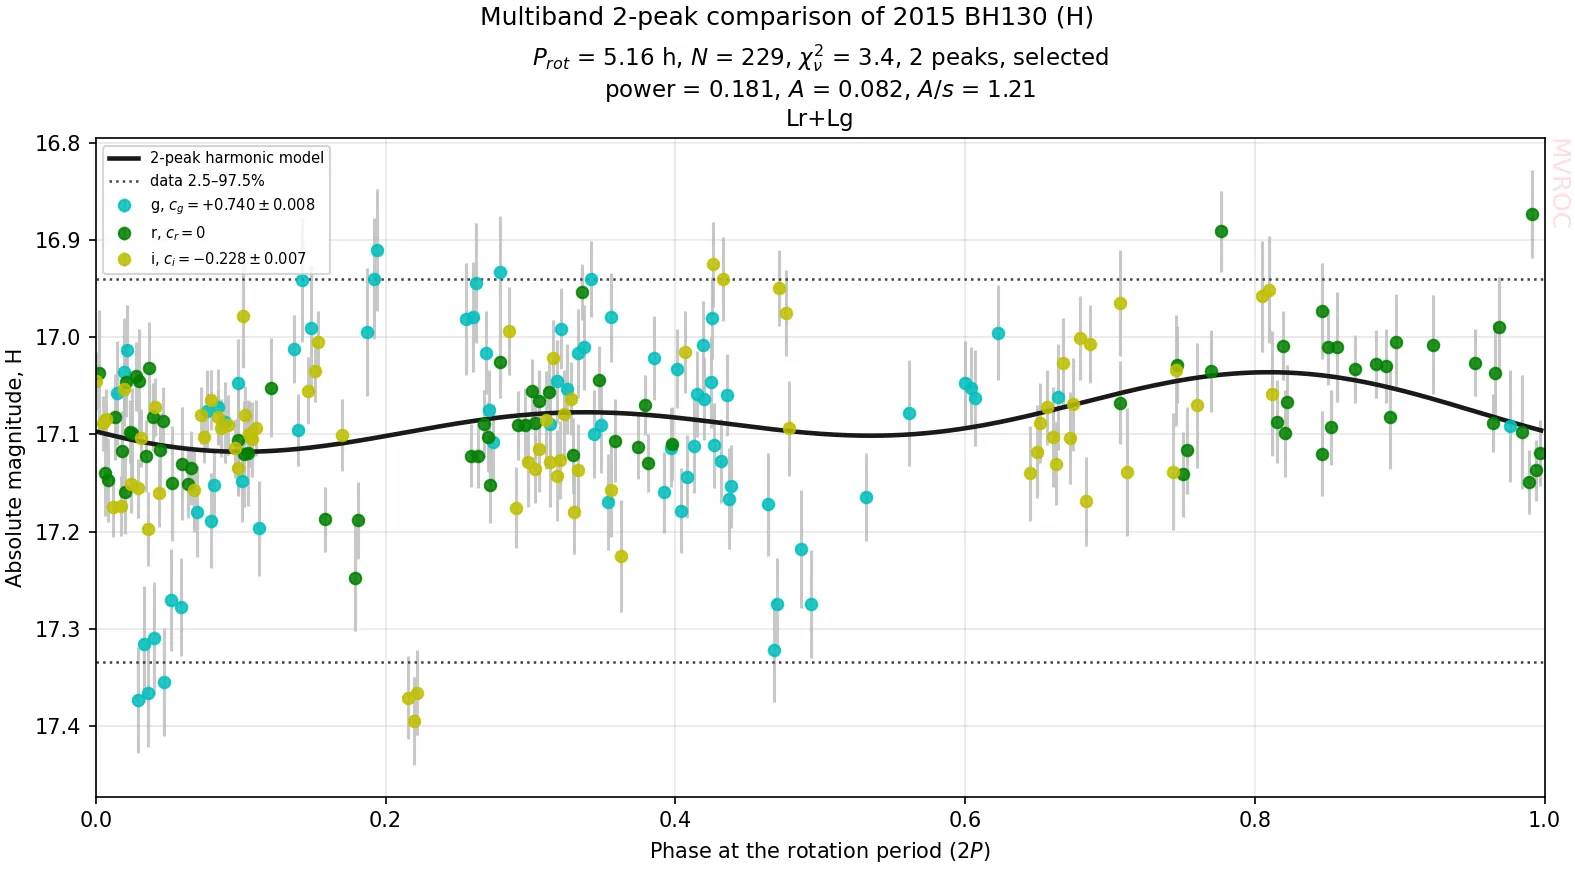 Multiband 2-peak comparison of 2015 BH130 (H)
P_rot = 5.16 h, N = 229, χ²_ν = 3.4, 2 peaks, selected
power = 0.181, A = 0.082, A/s = 1.21
Lr+Lg
MVROC
2-peak harmonic model
data 2.5–97.5%
g, c_g = +0.740 ± 0.008
r, c_r = 0
i, c_i = −0.228 ± 0.007
Absolute magnitude, H
16.8
16.9
17.0
17.1
17.2
17.3
17.4
0.0 0.2 0.4 0.6 0.8 1.0
Phase at the rotation period (2P)